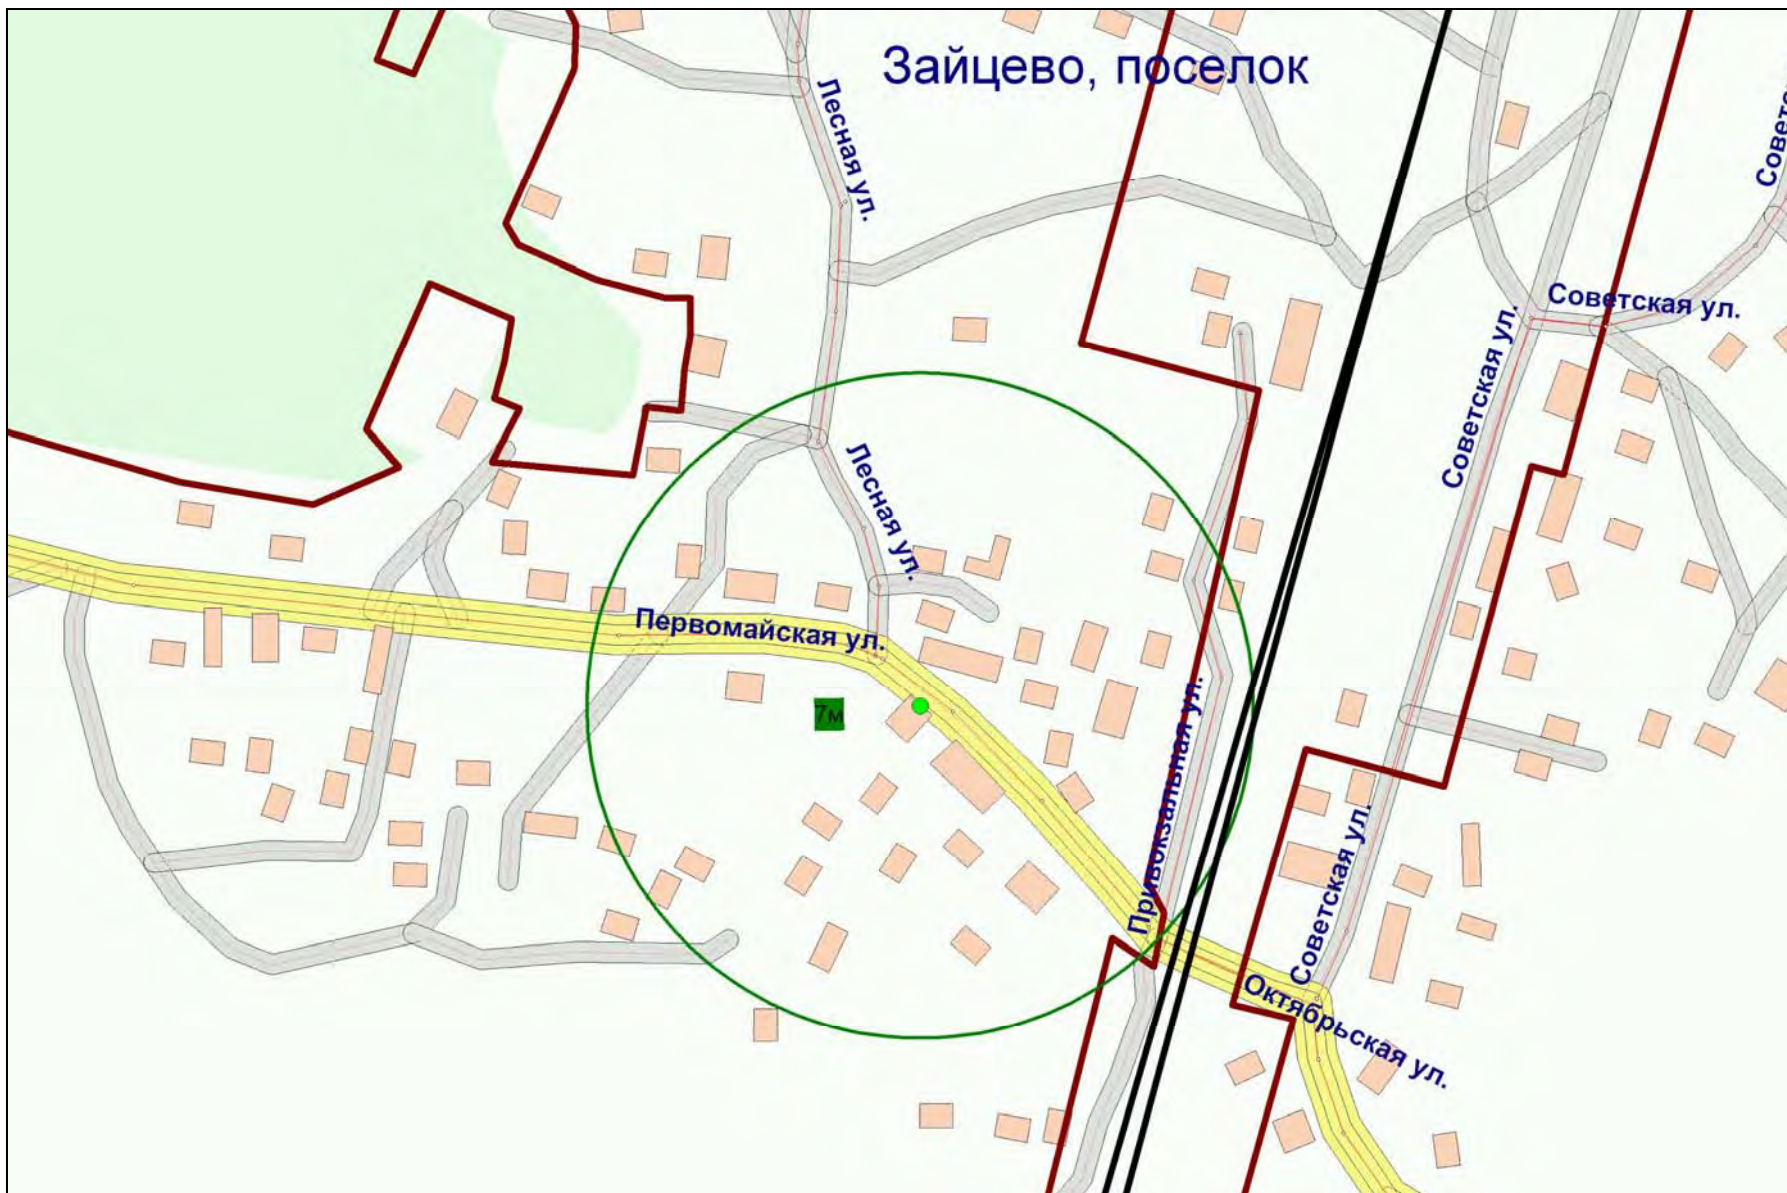 Зайцево, поселок
Лесная ул.
Советс
Советская ул.
Советская ул.
Лесная ул.
Первомайская ул.
7м
Привокзальная ул.
Советская ул.
Октябрьская ул.